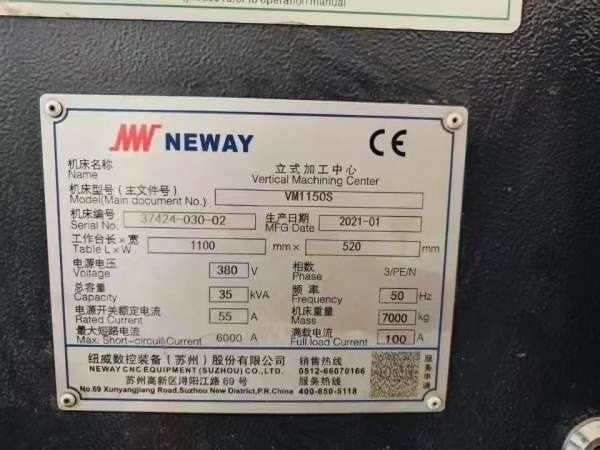 to operation manual
NEWAY CE
机床名称 立式加工中心
Name Vertical Machining Center
机床型号(主文件号) VM1150S
Model(Main document No.)
机床编号 37424-030-02 生产日期 2021-01
Serial No. MFG Date
工作台长×宽 1100 mm× 520 mm
Table L×W
电源电压 380 V 相数 3/PE/N
Voltage Phase
总容量 35 kVA 频率 50 Hz
Capacity Frequency
电源开关额定电流 55 A 机床重量 7000 kg
Rated Current Mass
最大短路电流 6000 A 满载电流 100 A
Max. Short-circuit Current Full load Current
纽威数控装备(苏州)股份有限公司 销售热线
NEWAY CNC EQUIPMENT (SUZHOU) CO.,LTD. 0512-66070166
苏州高新区浔阳江路 69 号 服务热线
No.69 Xunyangjiang Road,Suzhou New District,P.R.China 400-850-5118
服务申请